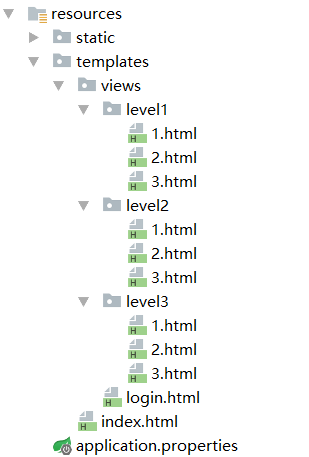 resources
static
templates
views
level1
1.html
2.html
3.html
level2
1.html
2.html
3.html
level3
1.html
2.html
3.html
login.html
index.html
application.properties